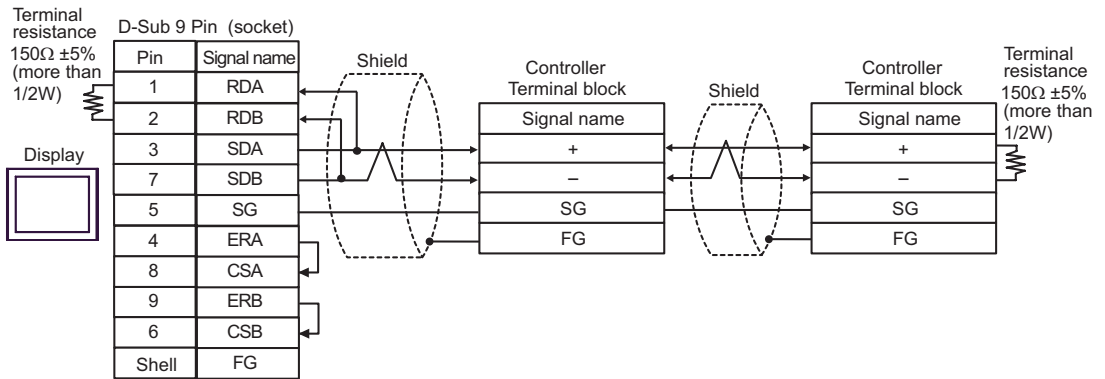 Terminal
resistance
150Ω ±5%
(more than
1/2W)
D-Sub 9 Pin (socket)
Pin Signal name
1 RDA
2 RDB
3 SDA
7 SDB
5 SG
4 ERA
8 CSA
9 ERB
6 CSB
Shell FG
Display
Shield
Controller
Terminal block
Signal name
+
–
SG
FG
Shield
Controller
Terminal block
Signal name
+
–
SG
FG
Terminal
resistance
150Ω ±5%
(more than
1/2W)